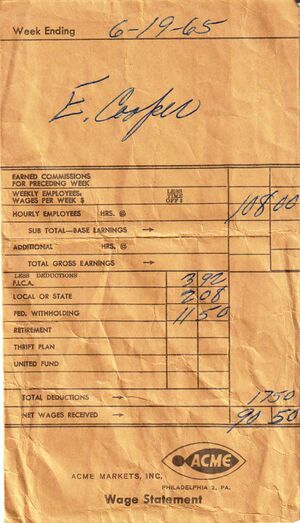 Week Ending 6-19-65
E. Cooper
EARNED COMMISSIONS
FOR PRECEDING WEEK
WEEKLY EMPLOYEES: LESS
WAGES PER WEEK $ TIME OFF $
HOURLY EMPLOYEES HRS. @ 108 00
SUB TOTAL—BASE EARNINGS →
ADDITIONAL HRS. @
TOTAL GROSS EARNINGS →
LESS DEDUCTIONS
F.I.C.A. 3 92
LOCAL OR STATE 2 08
FED. WITHHOLDING 11 50
RETIREMENT
THRIFT PLAN
UNITED FUND
TOTAL DEDUCTIONS → 17 50
NET WAGES RECEIVED → 90 50
ACME
ACME MARKETS, INC.
PHILADELPHIA 2, PA.
Wage Statement